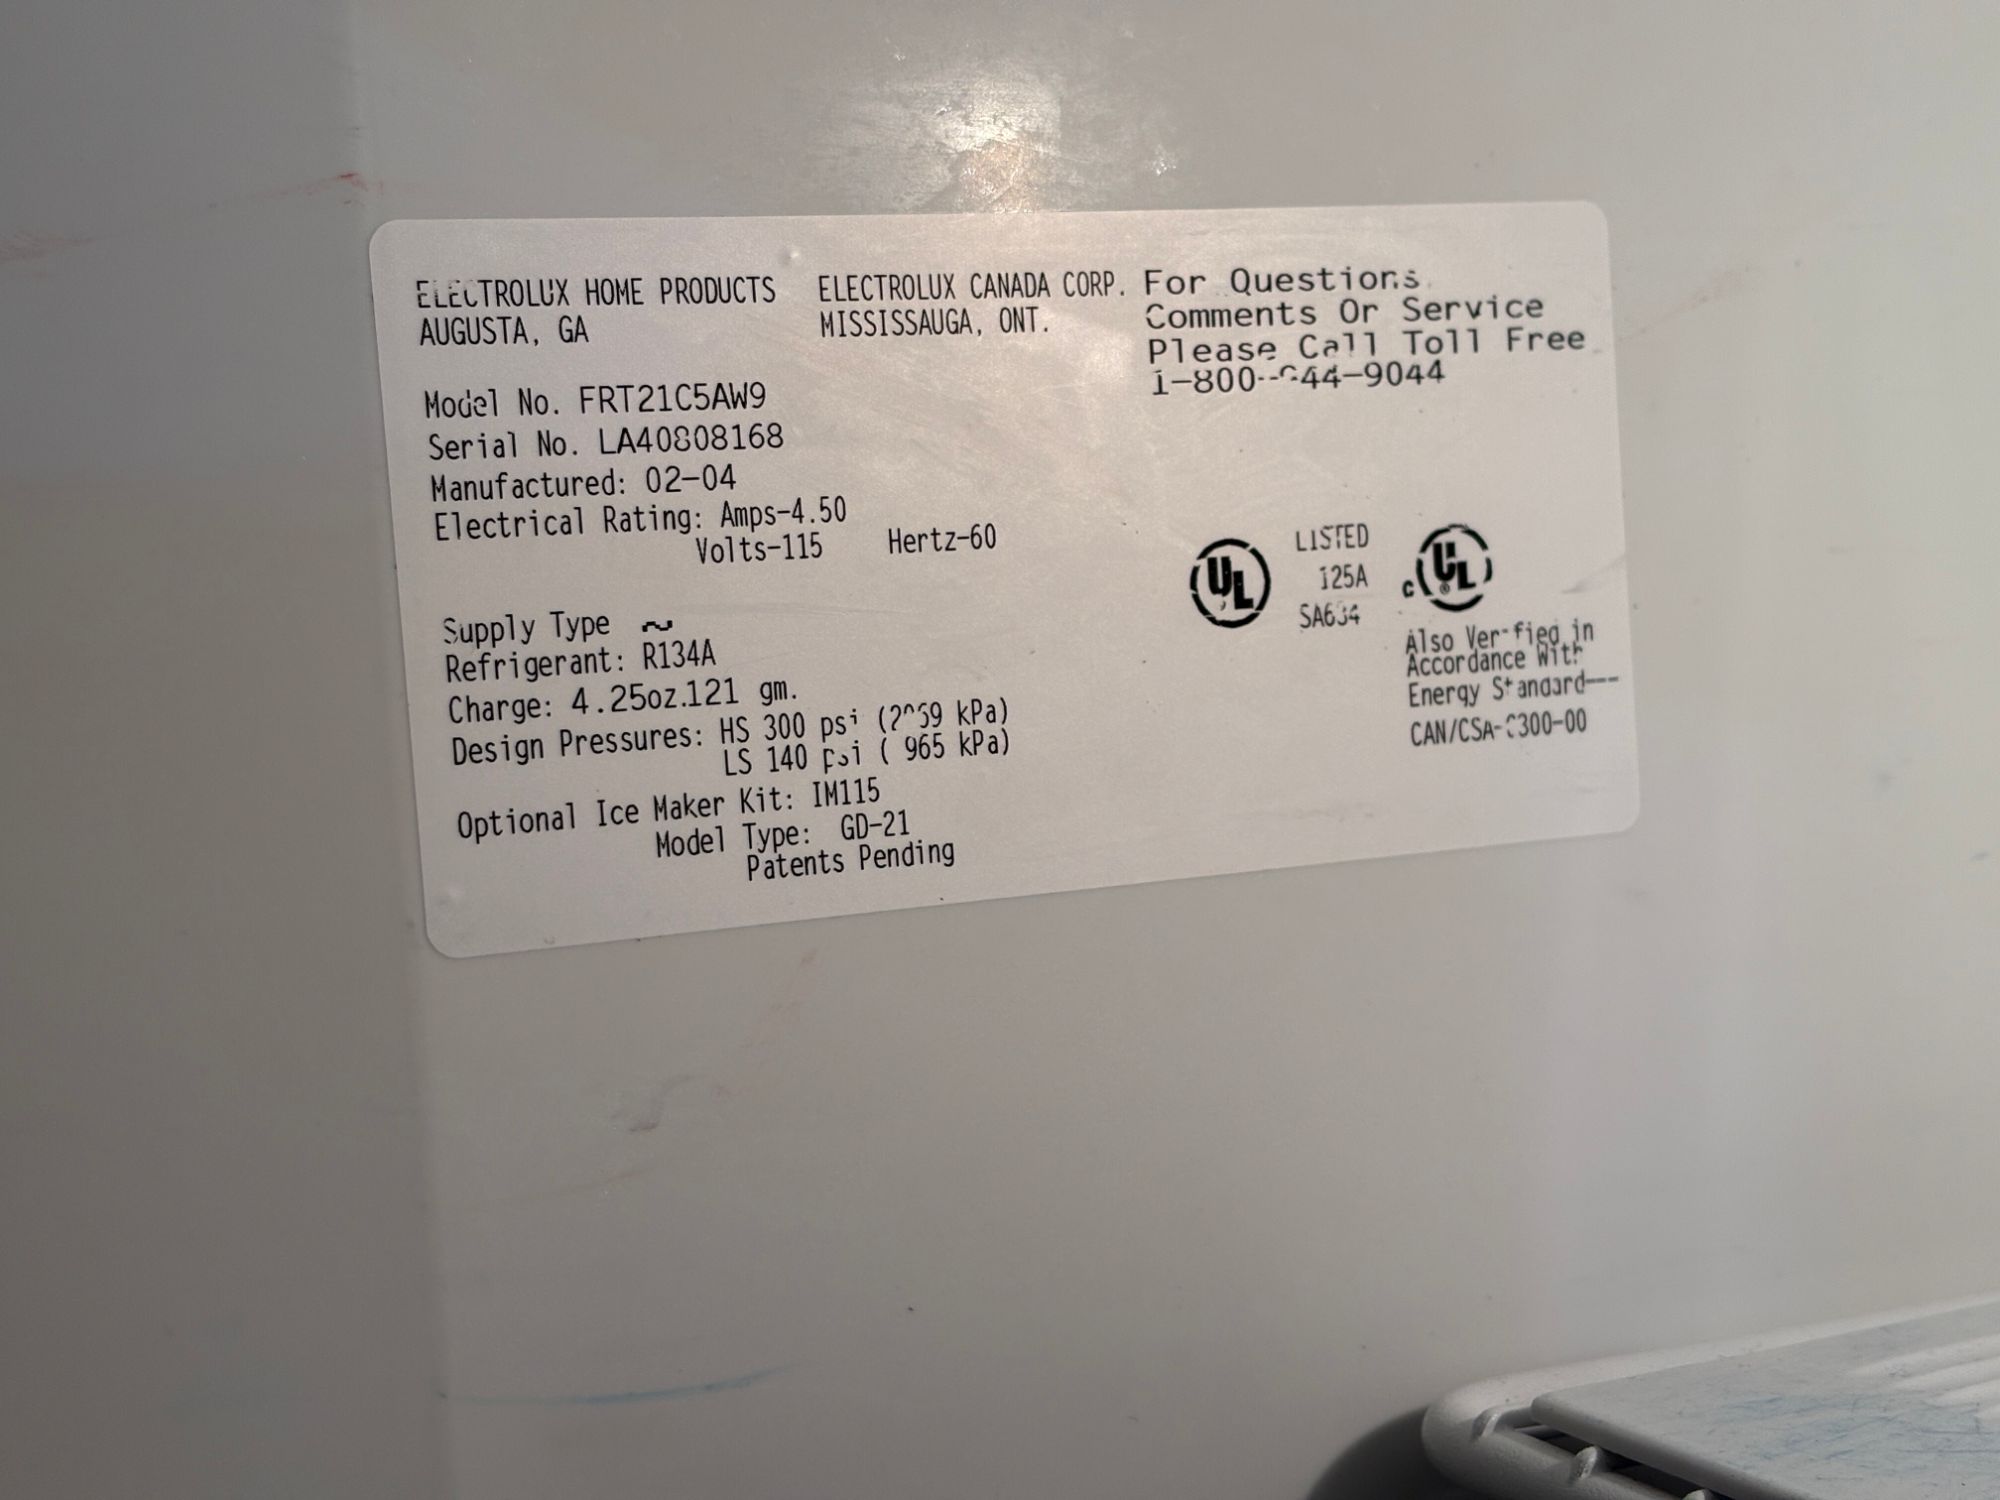 ELECTROLUX HOME PRODUCTS
AUGUSTA, GA
ELECTROLUX CANADA CORP.
MISSISSAUGA, ONT.
For Questions
Comments Or Service
Please Call Toll Free
Model No. FRT21C5AW9
Serial No. LA40808168
Manufactured: 02-04
Electrical Rating: Amps-4.50
Volts-115 Hertz-60
Supply Type ~
Refrigerant: R134A
Charge: 4.25oz.121 gm.
Design Pressures: HS 300 psi kPa)
LS 140 psi ( 965 kPa)
Optional Ice Maker Kit: IM115
Model Type: GD-21
Patents Pending
UL
LISTED
125A
c UL ®
Also Verified in
Accordance With
Energy Standard---